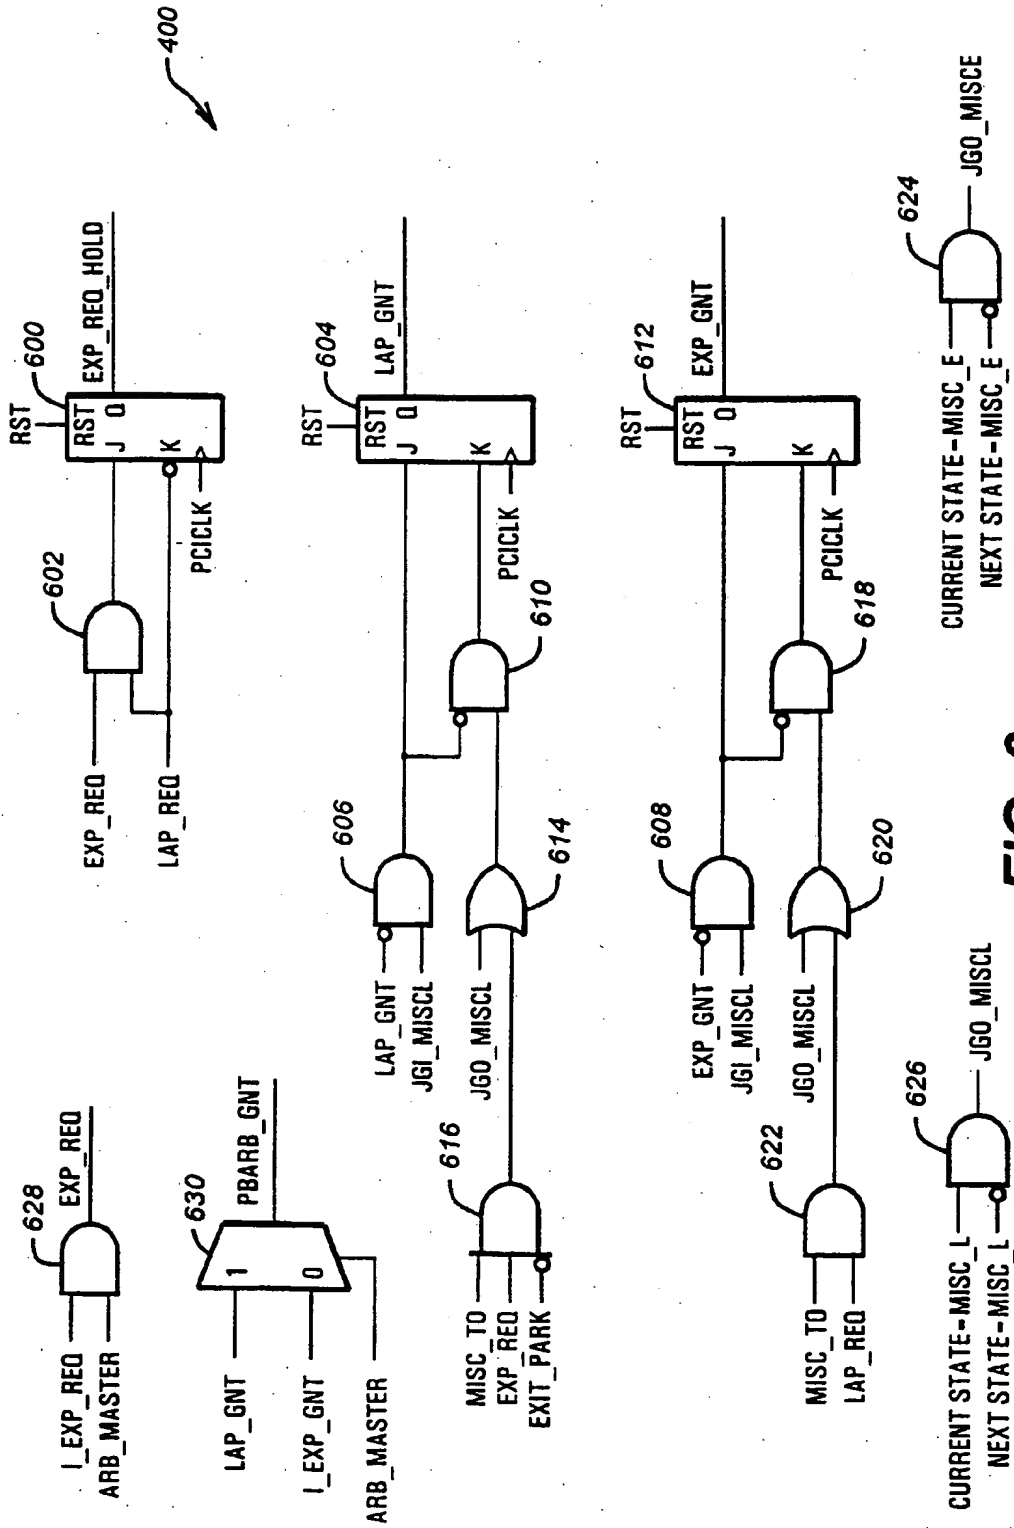 400
I_EXP_REQ
ARB_MASTER
628
EXP_REQ
LAP_GNT
I_EXP_GNT
ARB_MASTER
630
1
0
PBARB_GNT
EXP_REQ
LAP_REQ
602
PCICLK
RST
600
RST
J Q
K
EXP_REQ_HOLD
MISC_TO
EXP_REQ
EXIT_PARK
616
LAP_GNT
JGI_MISCL
JGO_MISCL
606
614
610
PCICLK
RST
604
RST
J Q
K
LAP_GNT
MISC_TO
LAP_REQ
622
EXP_GNT
JGI_MISCL
JGO_MISCL
608
620
618
PCICLK
RST
612
RST
J Q
K
EXP_GNT
CURRENT STATE-MISC_L
NEXT STATE-MISC_L
626
JGO_MISCL
CURRENT STATE-MISC_E
NEXT STATE-MISC_E
624
JGO_MISCE